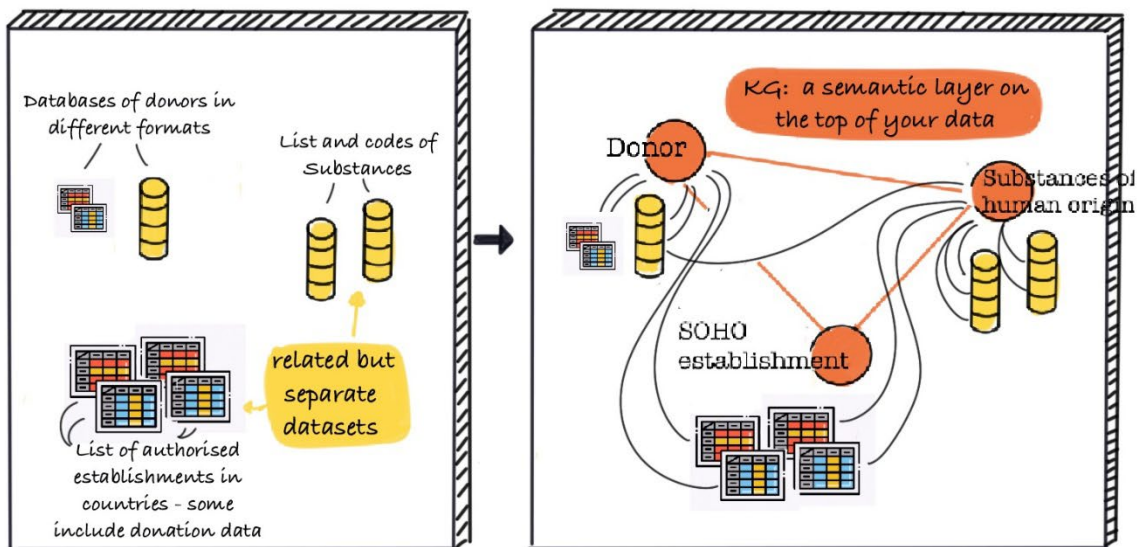 Databases of donors in
different formats
List and codes of
Substances
related but
separate
datasets
List of authorised
establishments in
countries - some
include donation data
KG: a semantic layer on
the top of your data
Donor
Substances of
human origin
SOHO
establishment